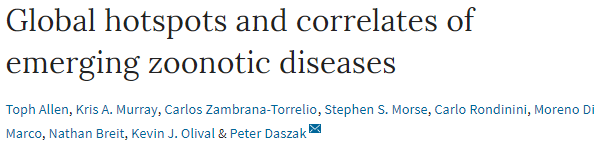 Global hotspots and correlates of
emerging zoonotic diseases
Toph Allen, Kris A. Murray, Carlos Zambrana-Torrelio, Stephen S. Morse, Carlo Rondinini, Moreno Di
Marco, Nathan Breit, Kevin J. Olival & Peter Daszak